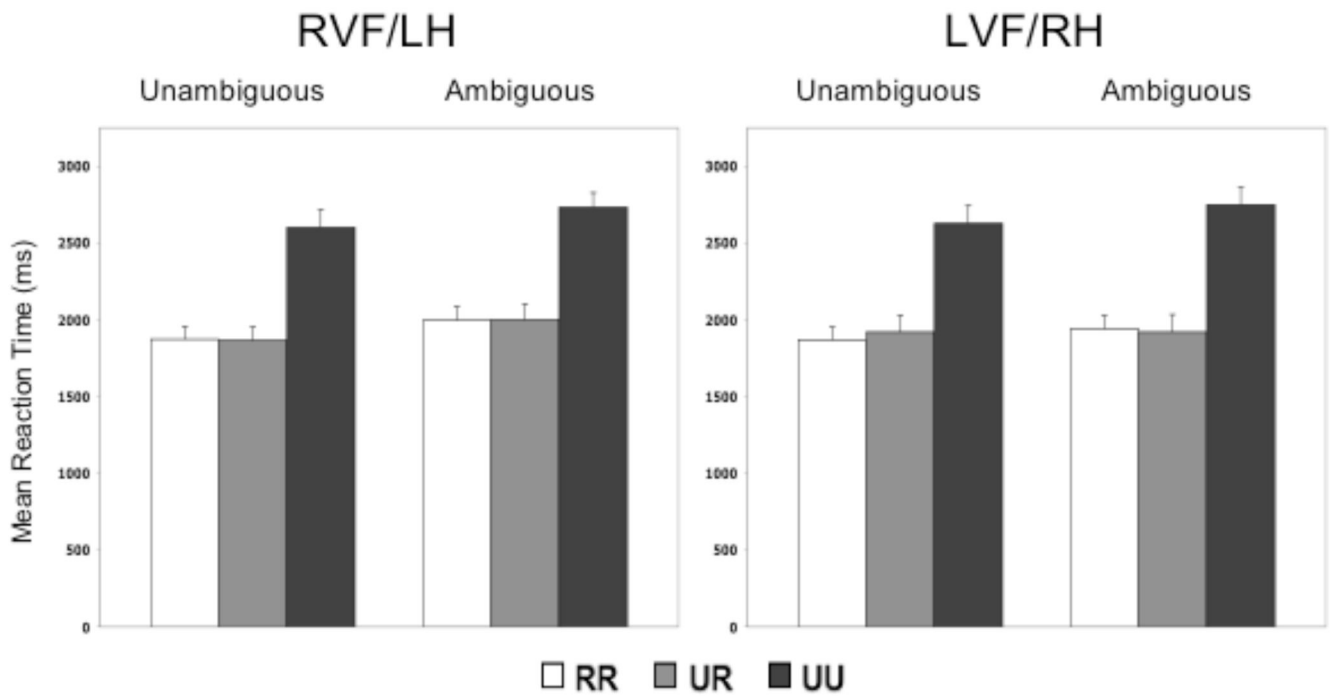 RVF/LH LVF/RH
Unambiguous Ambiguous Unambiguous Ambiguous
Mean Reaction Time (ms)
3000 3000
2500 2500
2000 2000
1500 1500
1000 1000
500 500
0 0
RR UR UU